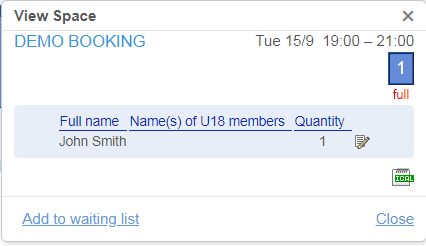 View Space ×
DEMO BOOKING Tue 15/9 19:00 – 21:00
1
full
Full name Name(s) of U18 members Quantity
John Smith 1
ICAL
Add to waiting list Close